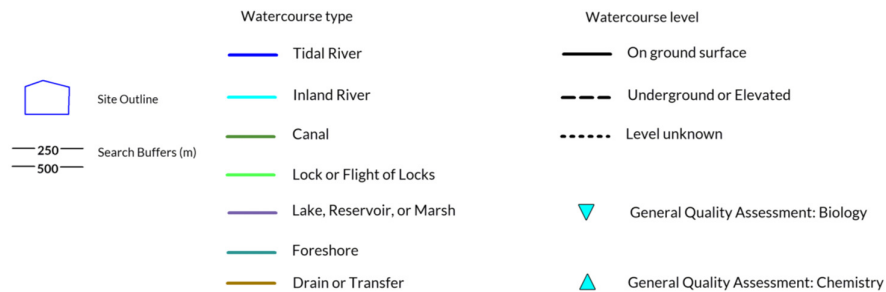 Watercourse type
Watercourse level
Tidal River
On ground surface
Site Outline
Inland River
Underground or Elevated
Canal
Level unknown
250
Search Buffers (m)
500
Lock or Flight of Locks
Lake, Reservoir, or Marsh
General Quality Assessment: Biology
Foreshore
Drain or Transfer
General Quality Assessment: Chemistry